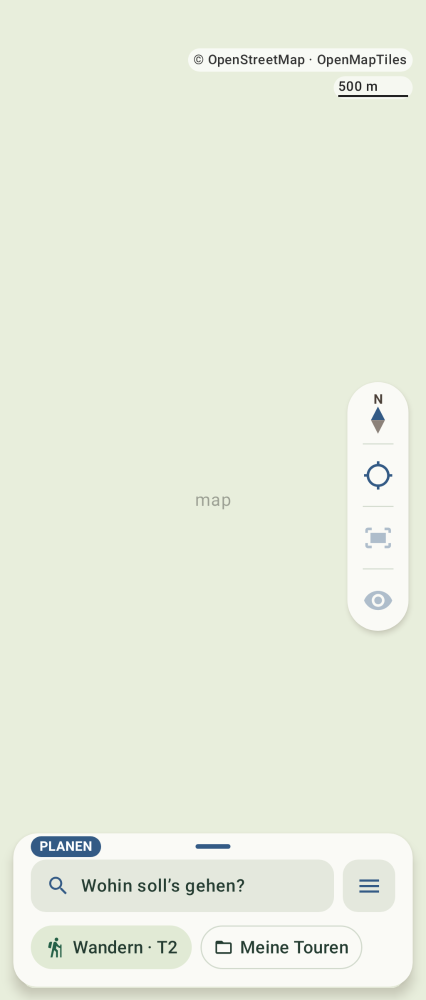 © OpenStreetMap · OpenMapTiles
500 m
N
map
PLANEN
Wohin soll’s gehen?
Wandern · T2
Meine Touren